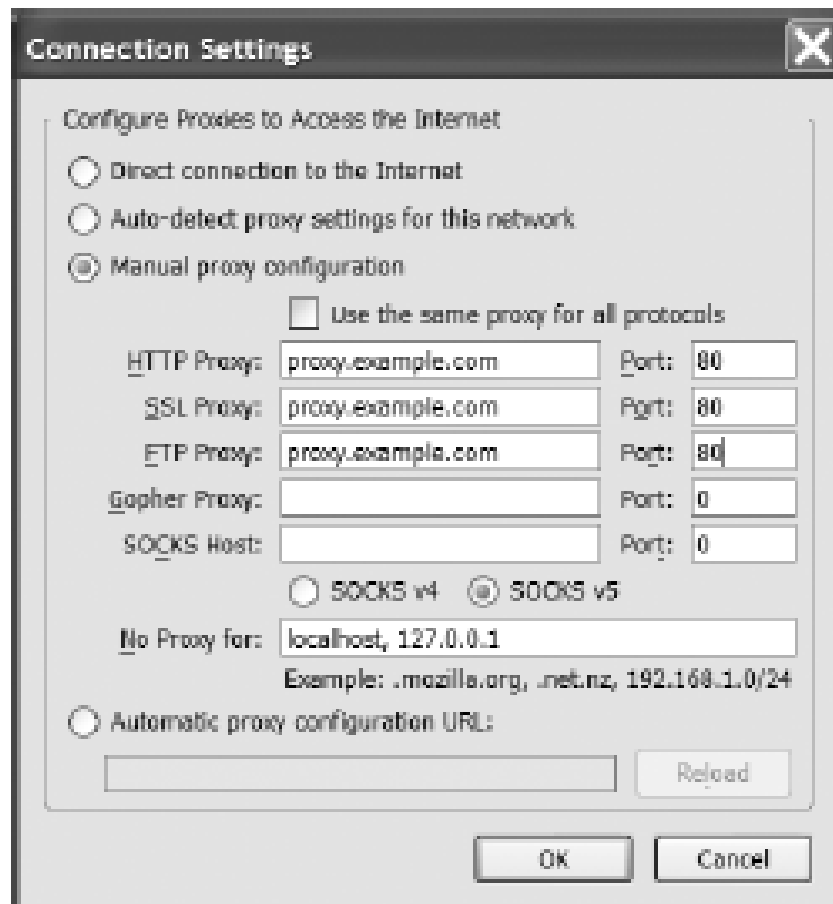 Connection Settings
Configure Proxies to Access the Internet
Direct connection to the Internet
Auto-detect proxy settings for this network
Manual proxy configuration
Use the same proxy for all protocols
HTTP Proxy: proxy.example.com Port: 80
SSL Proxy: proxy.example.com Port: 80
FTP Proxy: proxy.example.com Port: 80
Gopher Proxy: Port: 0
SOCKS Host: Port: 0
SOCKS v4 SOCKS v5
No Proxy for: localhost, 127.0.0.1
Example: .mozilla.org, .net.nz, 192.168.1.0/24
Automatic proxy configuration URL:
Reload
OK Cancel